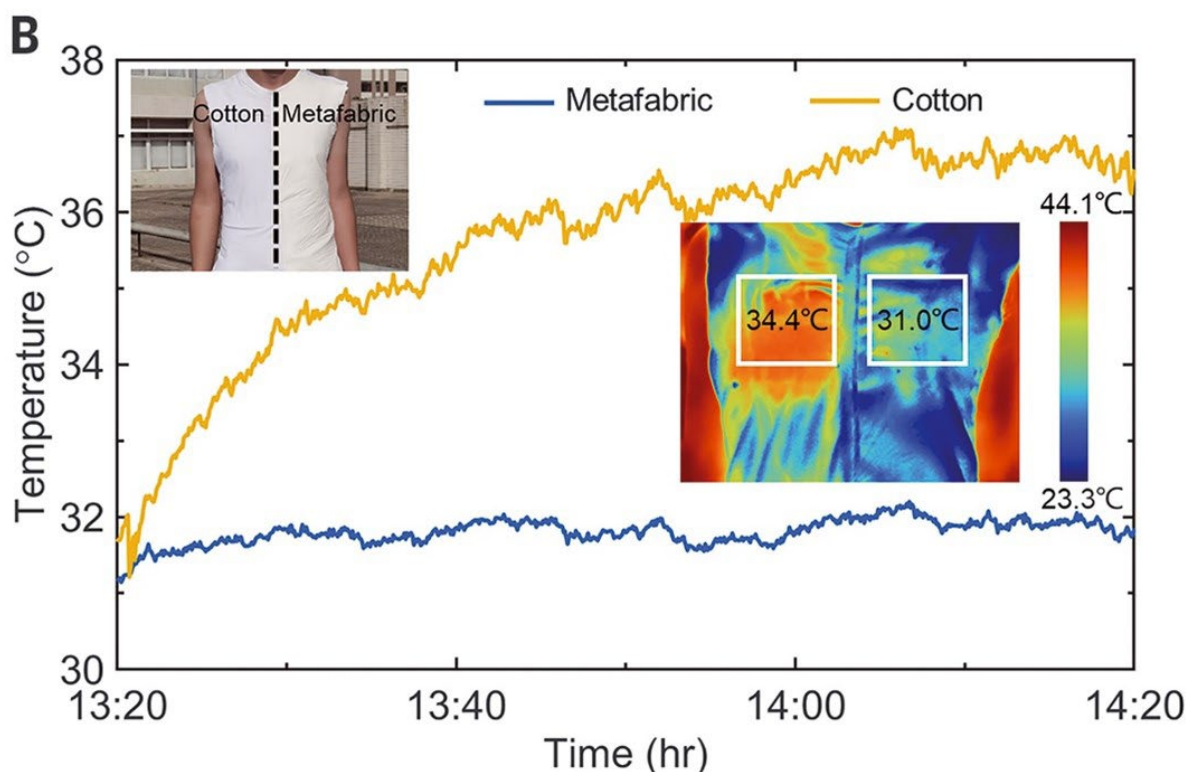 B
38
36
34
32
30
Temperature (°C)
Metafabric
Cotton
Cotton
Metafabric
44.1℃
34.4℃
31.0℃
23.3℃
13:20
13:40
14:00
14:20
Time (hr)